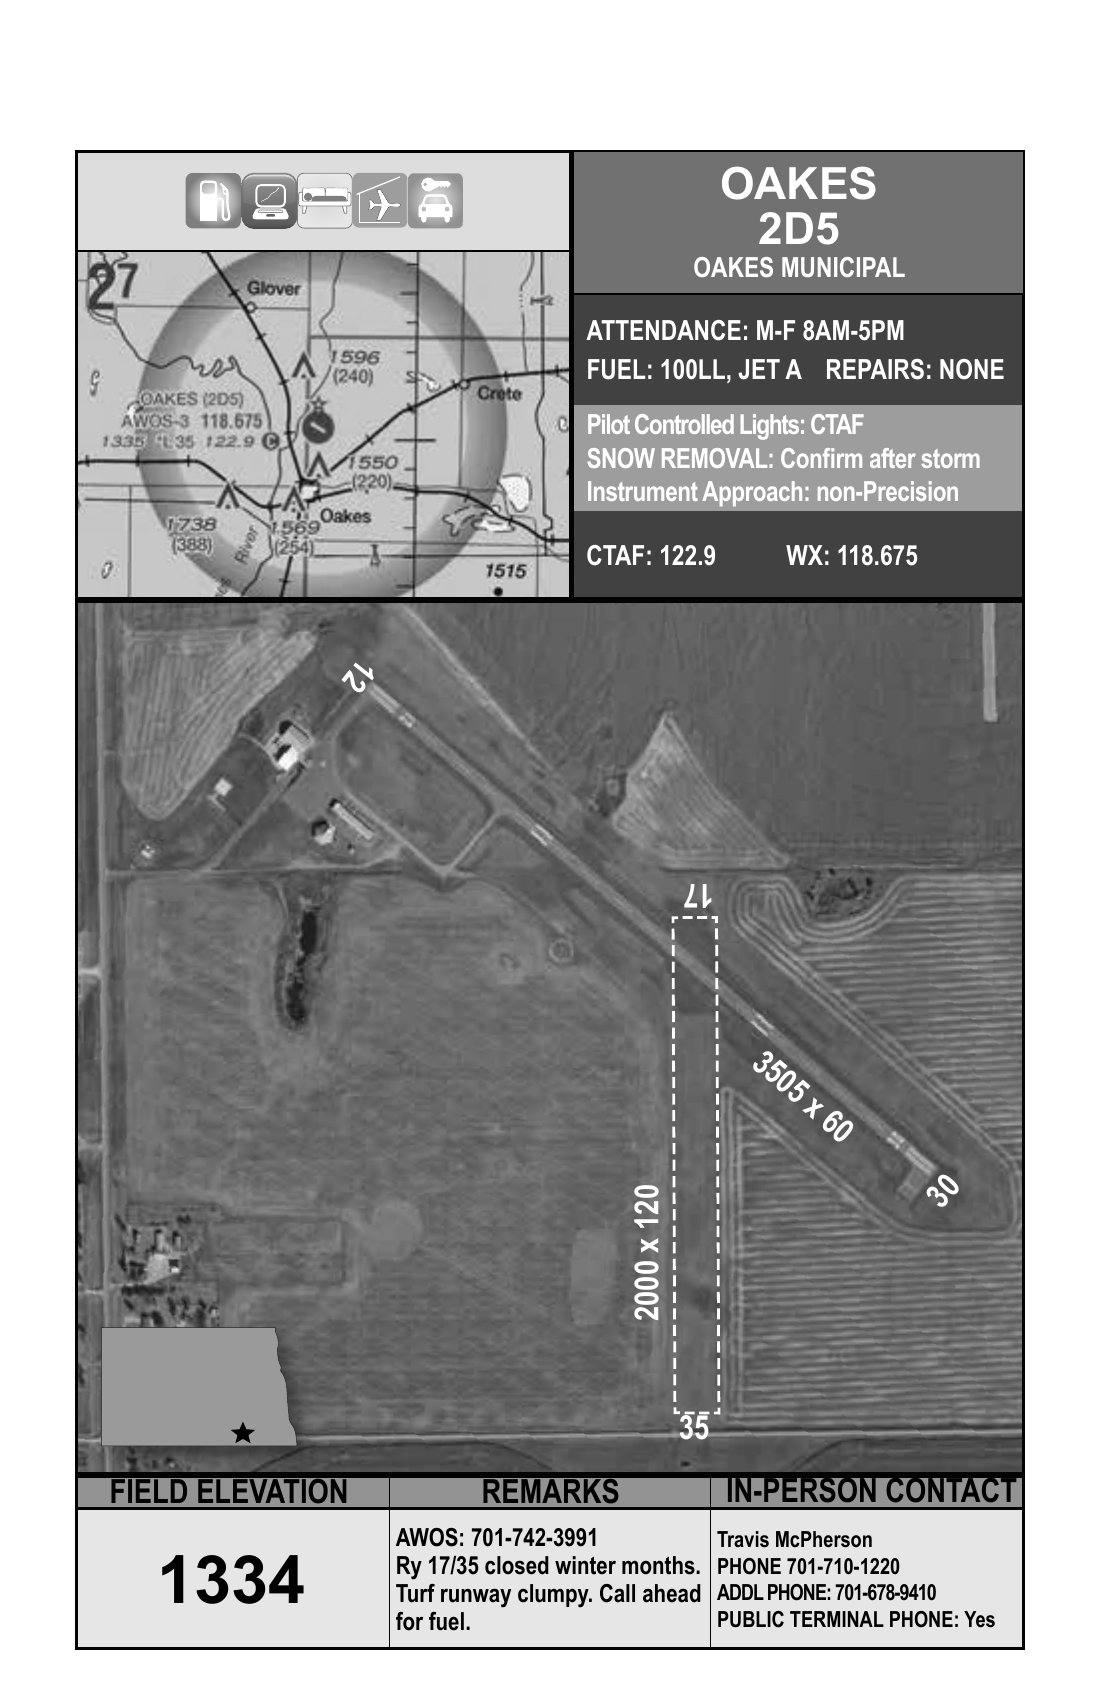 OAKES
2D5
OAKES MUNICIPAL
ATTENDANCE: M-F 8AM-5PM
FUEL: 100LL, JET A REPAIRS: NONE
Pilot Controlled Lights: CTAF
SNOW REMOVAL: Confirm after storm
Instrument Approach: non-Precision
CTAF: 122.9 WX: 118.675
27
Glover
1596
(240)
Crete
OAKES (2D5)
AWOS-3 118.675
1335 *L 35 122.9 C
1550
(220)
Oakes
1738
(388)
1569
(254)
River
1515
12
17
3505 x 60
30
2000 x 120
35
FIELD ELEVATION
1334
REMARKS
AWOS: 701-742-3991
Ry 17/35 closed winter months.
Turf runway clumpy. Call ahead
for fuel.
IN-PERSON CONTACT
Travis McPherson
PHONE 701-710-1220
ADDL PHONE: 701-678-9410
PUBLIC TERMINAL PHONE: Yes